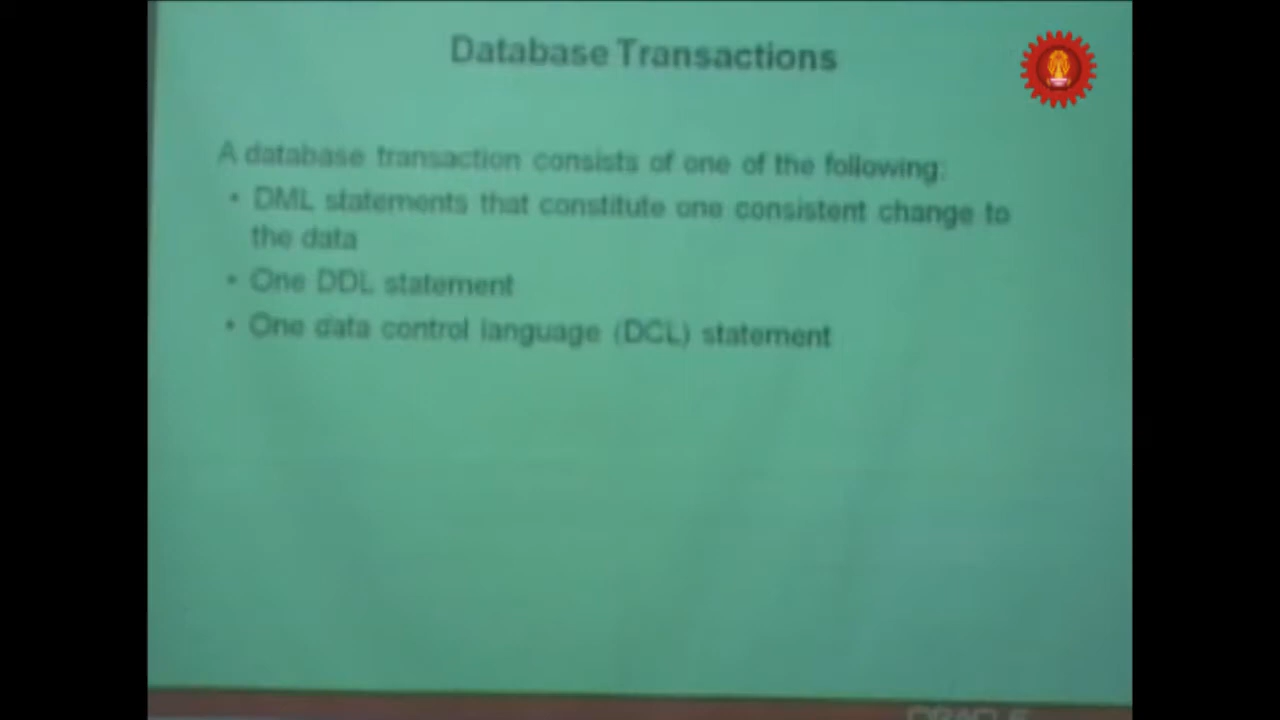 Database Transactions
A database transaction consists of one of the following:
• DML statements that constitute one consistent change to
the data
• One DDL statement
• One data control language (DCL) statement
ORACLE